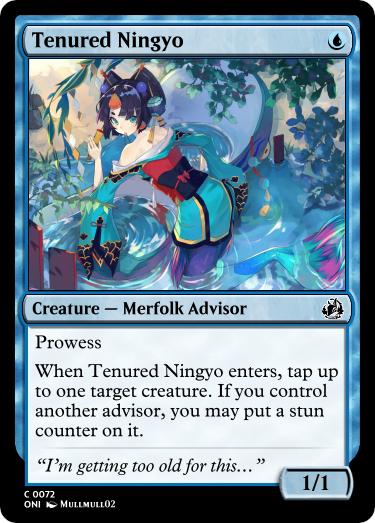 Tenured Ningyo
Creature — Merfolk Advisor
Prowess
When Tenured Ningyo enters, tap up
to one target creature. If you control
another advisor, you may put a stun
counter on it.
“I’m getting too old for this…”
1/1
C 0072
ONI Mullmull02